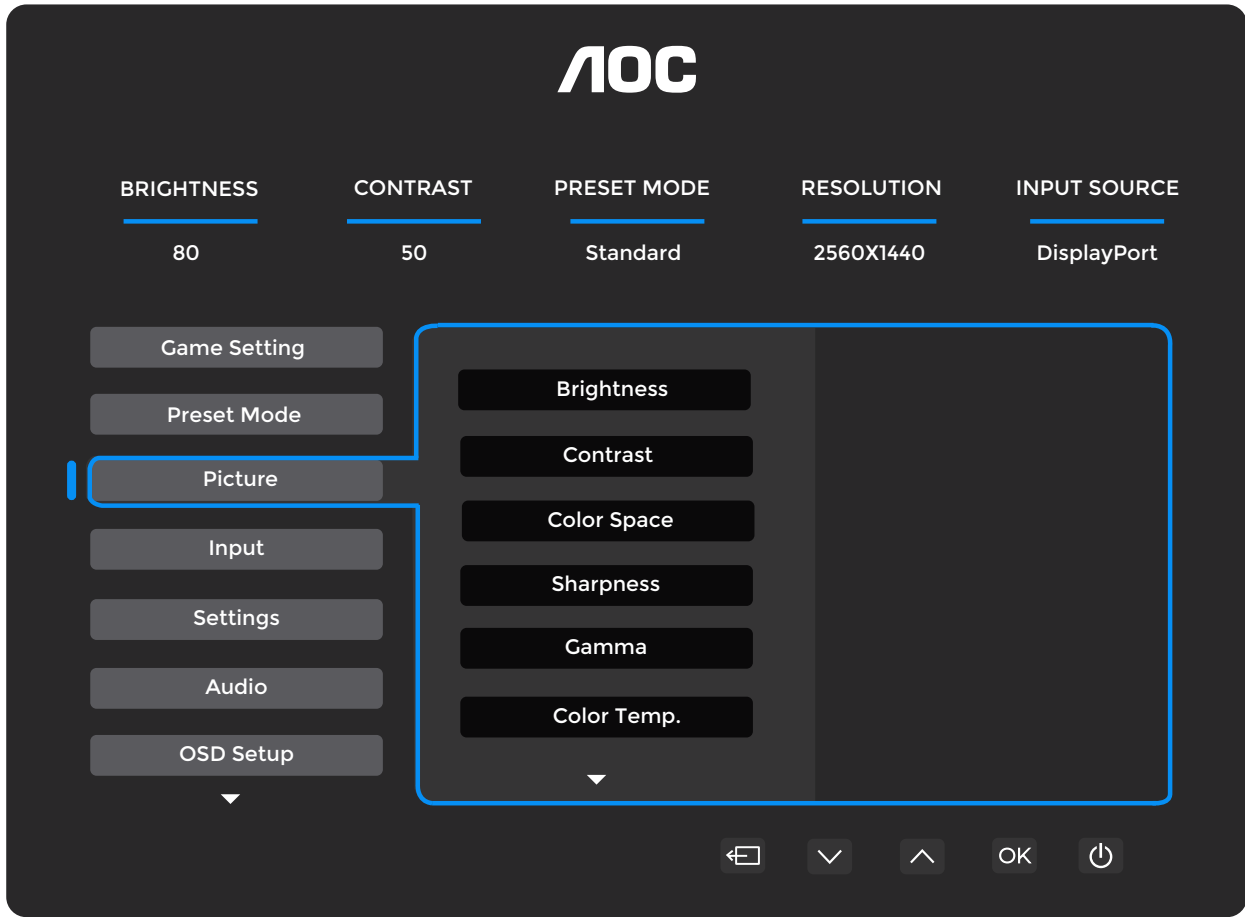 AOC
BRIGHTNESS CONTRAST PRESET MODE RESOLUTION INPUT SOURCE
80 50 Standard 2560X1440 DisplayPort
Game Setting
Preset Mode
Picture
Input
Settings
Audio
OSD Setup
Brightness
Contrast
Color Space
Sharpness
Gamma
Color Temp.
OK